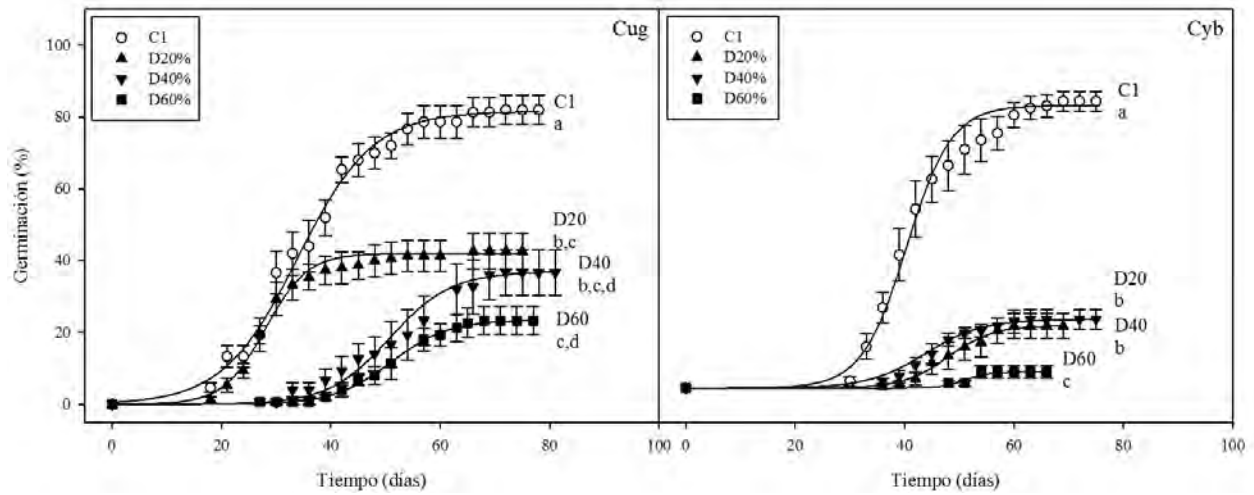 Cug
C1
D20%
D40%
D60%
C1
a
D20
b,c
D40
b,c,d
D60
c,d
Germinación (%)
100
80
60
40
20
0
0
20
40
60
80
100
Tiempo (días)
Cyb
C1
D20%
D40%
D60%
C1
a
D20
b
D40
b
D60
c
0
20
40
60
80
100
Tiempo (días)